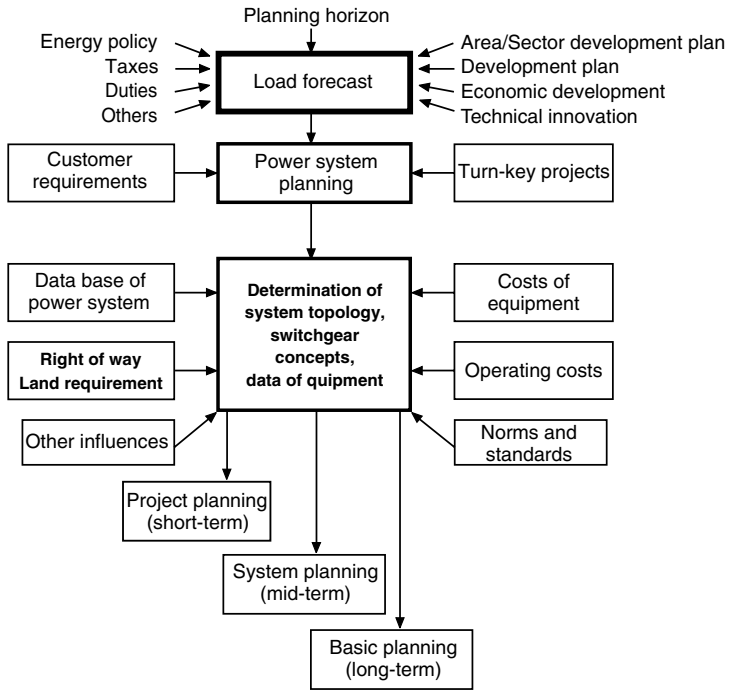 Planning horizon
Energy policy
Taxes
Duties
Others
Load forecast
Area/Sector development plan
Development plan
Economic development
Technical innovation
Customer
requirements
Power system
planning
Turn-key projects
Data base of
power system
Determination of
system topology,
switchgear
concepts,
data of quipment
Costs of
equipment
Right of way
Land requirement
Operating costs
Other influences
Norms and
standards
Project planning
(short-term)
System planning
(mid-term)
Basic planning
(long-term)